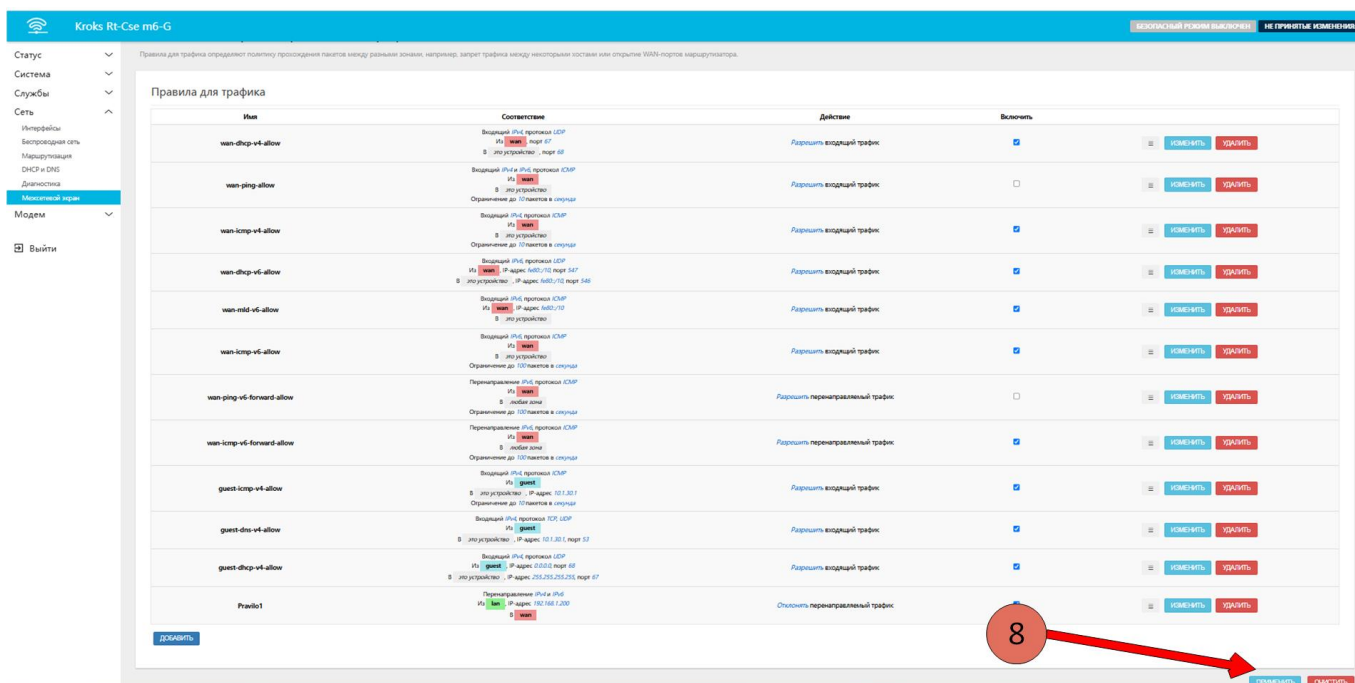 Kroks Rt-Cse m6-G
БЕЗОПАСНЫЙ РЕЖИМ ВЫКЛЮЧЕН
НЕ ПРИНЯТЫЕ ИЗМЕНЕНИЯ
Статус
Система
Службы
Сеть
Интерфейсы
Беспроводная сеть
Маршрутизация
DHCP и DNS
Диагностика
Межсетевой экран
Модем
Выйти
Правила для трафика определяют политику прохождения пакетов между разными зонами, например, запрет трафика между некоторыми хостами или открытие WAN-портов маршрутизатора.
Правила для трафика
Имя Соответствие Действие Включить
wan-dhcp-v4-allow
Входящий IPv4, протокол UDP
Из wan , порт 67
В это устройство , порт 68
Разрешить входящий трафик
ИЗМЕНИТЬ УДАЛИТЬ
wan-ping-allow
Входящий IPv4 и IPv6, протокол ICMP
Из wan
В это устройство
Ограничение до 10 пакетов в секунда
Разрешить входящий трафик
ИЗМЕНИТЬ УДАЛИТЬ
wan-icmp-v4-allow
Входящий IPv4, протокол ICMP
Из wan
В это устройство
Ограничение до 10 пакетов в секунда
Разрешить входящий трафик
ИЗМЕНИТЬ УДАЛИТЬ
wan-dhcp-v6-allow
Входящий IPv6, протокол UDP
Из wan , IP-адрес fe80::/10, порт 547
В это устройство , IP-адрес fe80::/10, порт 546
Разрешить входящий трафик
ИЗМЕНИТЬ УДАЛИТЬ
wan-mld-v6-allow
Входящий IPv6, протокол ICMP
Из wan , IP-адрес fe80::/10
В это устройство
Разрешить входящий трафик
ИЗМЕНИТЬ УДАЛИТЬ
wan-icmp-v6-allow
Входящий IPv6, протокол ICMP
Из wan
В это устройство
Ограничение до 100 пакетов в секунда
Разрешить входящий трафик
ИЗМЕНИТЬ УДАЛИТЬ
wan-ping-v6-forward-allow
Перенаправление IPv6, протокол ICMP
Из wan
В любая зона
Ограничение до 100 пакетов в секунда
Разрешить перенаправляемый трафик
ИЗМЕНИТЬ УДАЛИТЬ
wan-icmp-v6-forward-allow
Перенаправление IPv6, протокол ICMP
Из wan
В любая зона
Ограничение до 100 пакетов в секунда
Разрешить перенаправляемый трафик
ИЗМЕНИТЬ УДАЛИТЬ
guest-icmp-v4-allow
Входящий IPv4, протокол ICMP
Из guest
В это устройство , IP-адрес 10.1.30.1
Ограничение до 10 пакетов в секунда
Разрешить входящий трафик
ИЗМЕНИТЬ УДАЛИТЬ
guest-dns-v4-allow
Входящий IPv4, протокол TCP, UDP
Из guest
В это устройство , IP-адрес 10.1.30.1, порт 53
Разрешить входящий трафик
ИЗМЕНИТЬ УДАЛИТЬ
guest-dhcp-v4-allow
Входящий IPv4, протокол UDP
Из guest , IP-адрес 0.0.0.0, порт 68
В это устройство , IP-адрес 255.255.255.255, порт 67
Разрешить входящий трафик
ИЗМЕНИТЬ УДАЛИТЬ
Pravilo1
Перенаправление IPv4 и IPv6
Из lan , IP-адрес 192.168.1.200
В wan
Отклонять перенаправляемый трафик
ИЗМЕНИТЬ УДАЛИТЬ
ДОБАВИТЬ
8
ПРИМЕНИТЬ ОЧИСТИТЬ